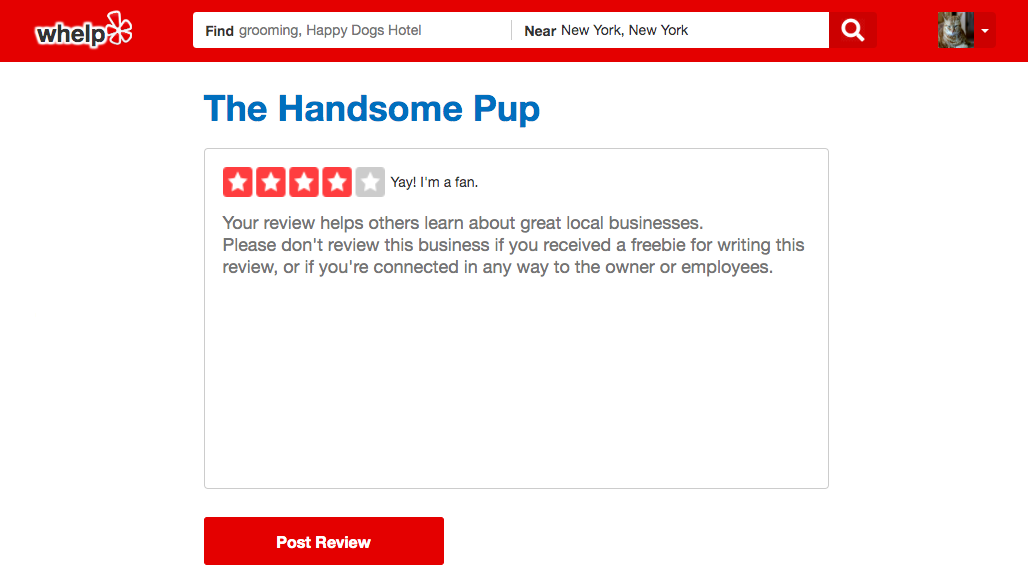 whelp
Find grooming, Happy Dogs Hotel
Near New York, New York
The Handsome Pup
Yay! I'm a fan.
Your review helps others learn about great local businesses.
Please don't review this business if you received a freebie for writing this
review, or if you're connected in any way to the owner or employees.
Post Review